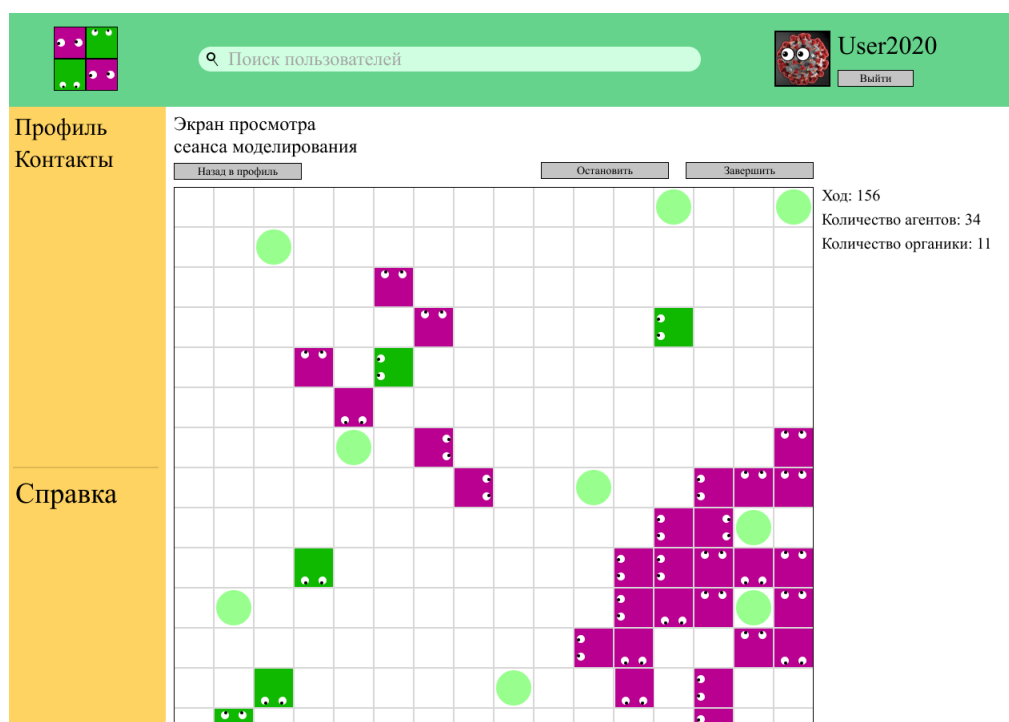 Поиск пользователей
User2020
Выйти
Профиль
Контакты
Справка
Экран просмотра
сеанса моделирования
Назад в профиль
Остановить
Завершить
Ход: 156
Количество агентов: 34
Количество органики: 11